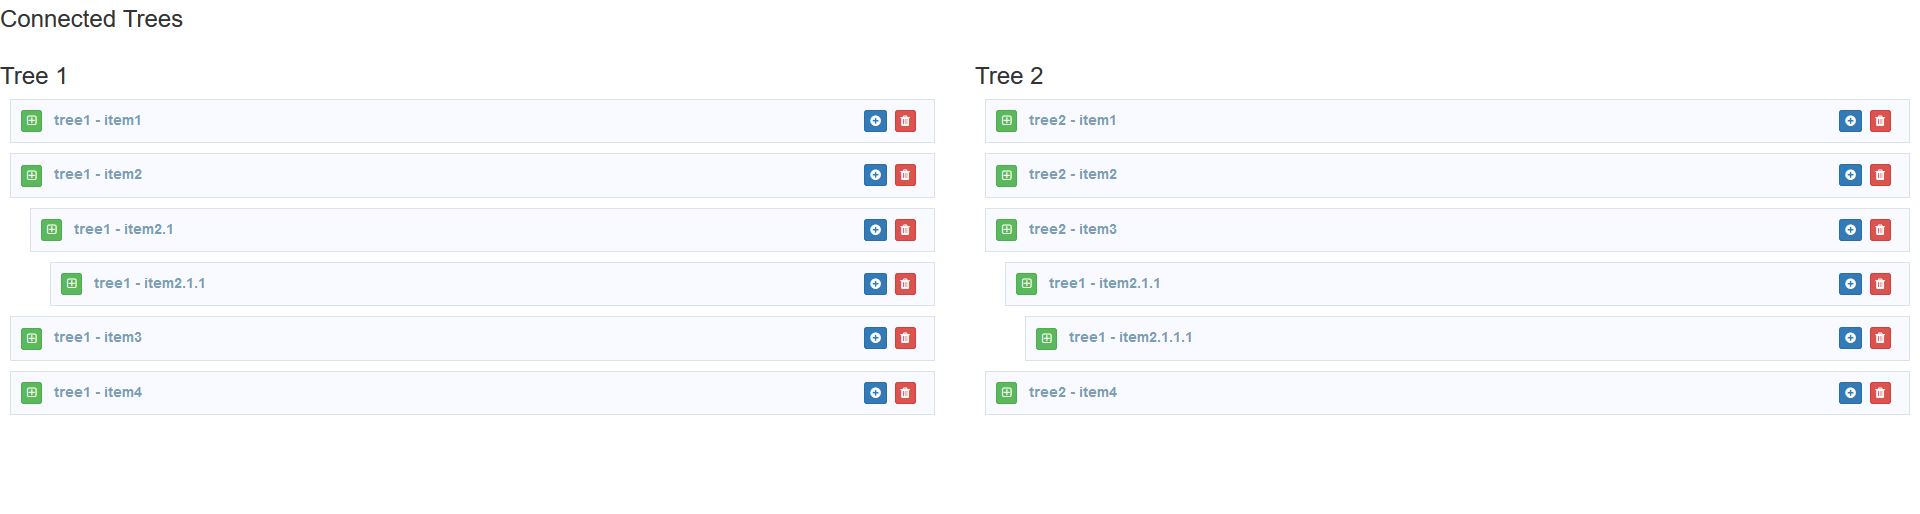 Connected Trees
Tree 1
tree1 - item1
tree1 - item2
tree1 - item2.1
tree1 - item2.1.1
tree1 - item3
tree1 - item4
Tree 2
tree2 - item1
tree2 - item2
tree2 - item3
tree1 - item2.1.1
tree1 - item2.1.1.1
tree2 - item4